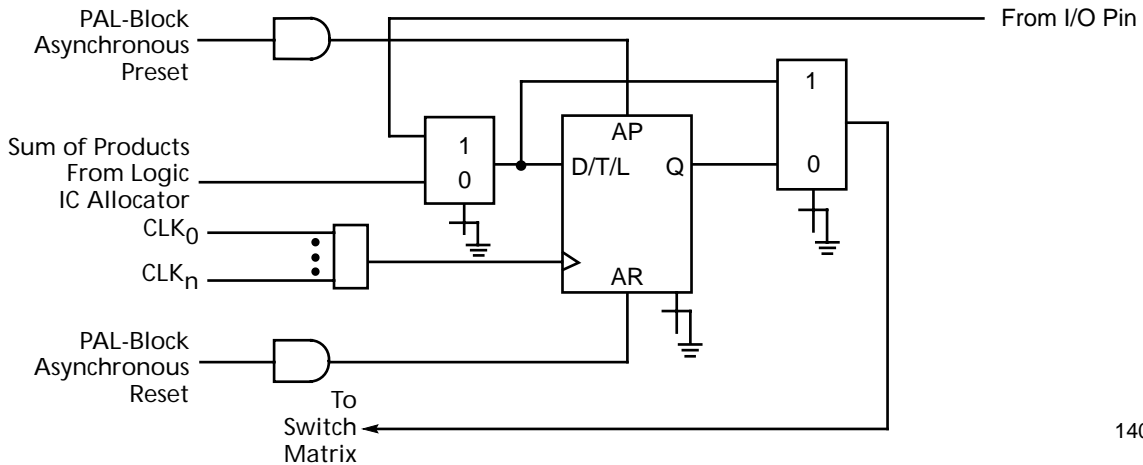 PAL-Block
Asynchronous
Preset
From I/O Pin
1
0
1
0
AP
D/T/L
Q
AR
Sum of Products
From Logic
IC Allocator
CLK0
CLKn
PAL-Block
Asynchronous
Reset
To
Switch
Matrix
140